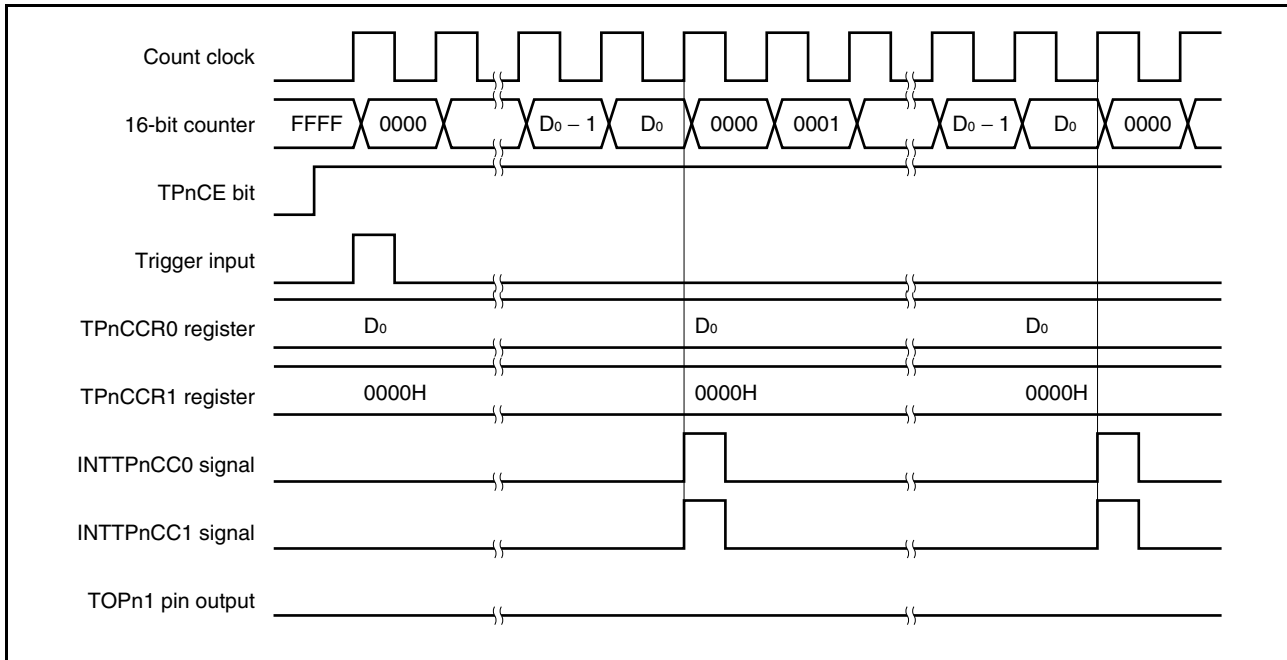 Count clock
16-bit counter FFFF 0000 D₀ − 1 D₀ 0000 0001 D₀ − 1 D₀ 0000
TPnCE bit
Trigger input
TPnCCR0 register D₀ D₀ D₀
TPnCCR1 register 0000H 0000H 0000H
INTTPnCC0 signal
INTTPnCC1 signal
TOPn1 pin output